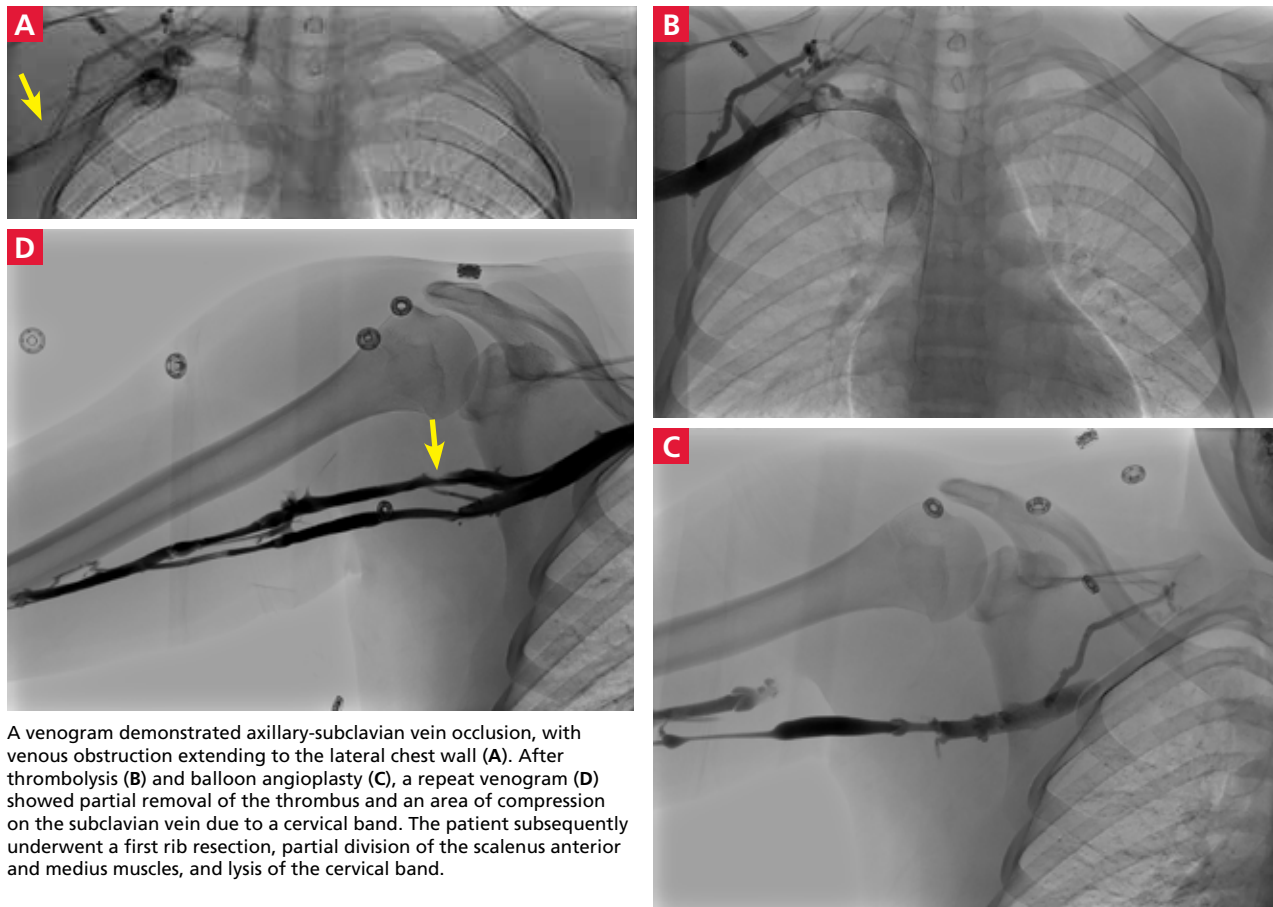 A
B
D
C
A venogram demonstrated axillary-subclavian vein occlusion, with
venous obstruction extending to the lateral chest wall (A). After
thrombolysis (B) and balloon angioplasty (C), a repeat venogram (D)
showed partial removal of the thrombus and an area of compression
on the subclavian vein due to a cervical band. The patient subsequently
underwent a first rib resection, partial division of the scalenus anterior
and medius muscles, and lysis of the cervical band.